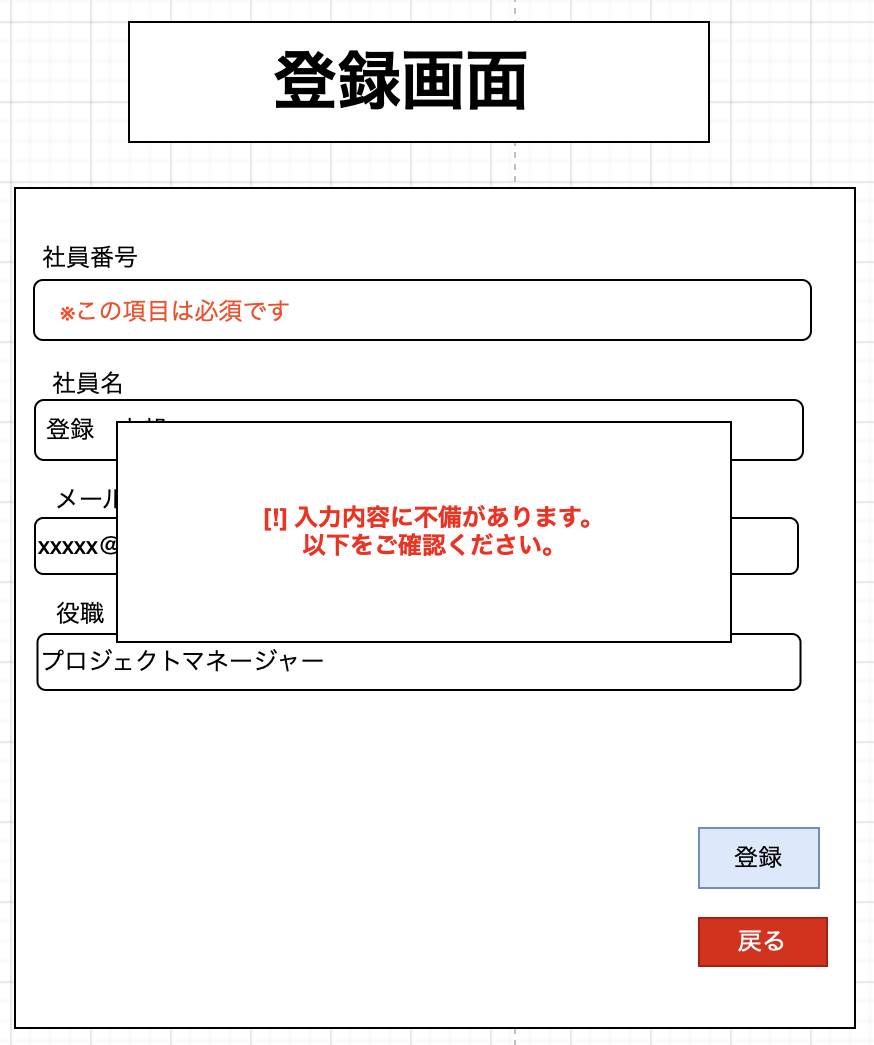 登録画面
社員番号
※この項目は必須です
社員名
登録
メール
xxxxx@
[!] 入力内容に不備があります。
以下をご確認ください。
役職
プロジェクトマネージャー
登録
戻る